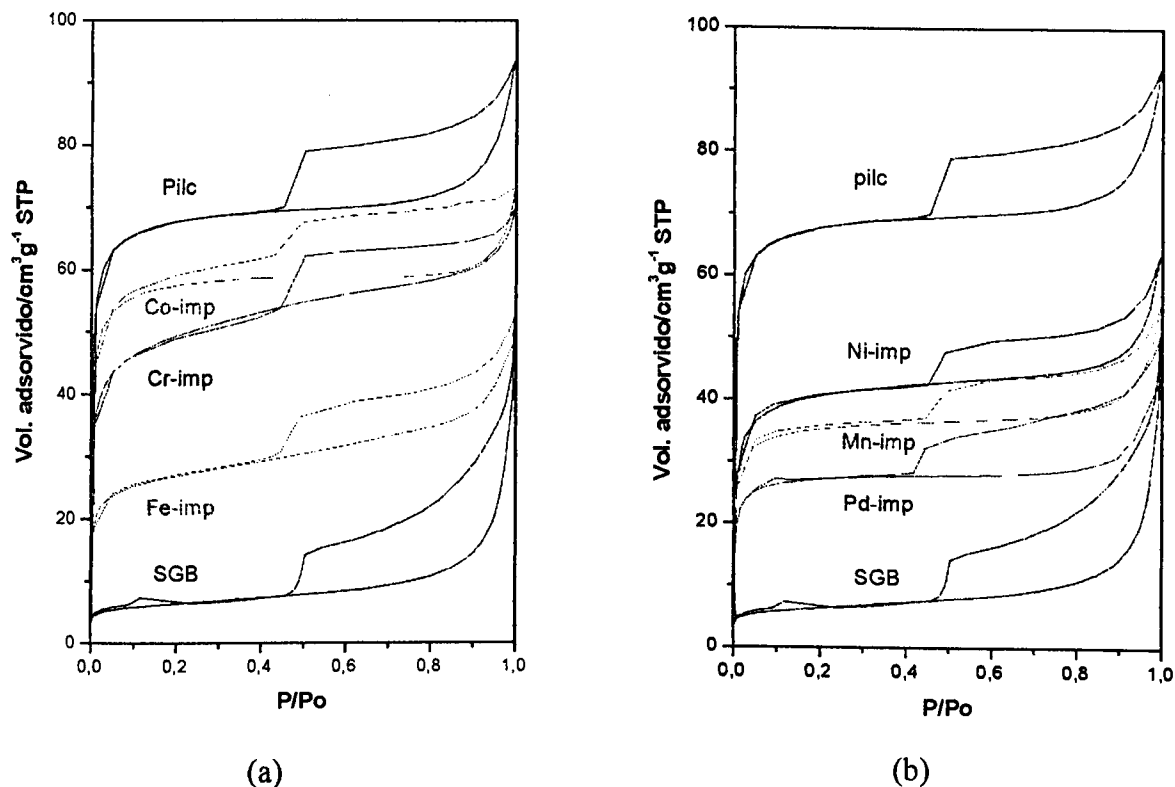 100
80
60
40
20
0
Vol. adsorvido/cm³g⁻¹ STP
Pilc
Co-imp
Cr-imp
Fe-imp
SGB
0,0 0,2 0,4 0,6 0,8 1,0
P/Po
(a)
100
80
60
40
20
0
Vol. adsorvido/cm³g⁻¹ STP
pilc
Ni-imp
Mn-imp
Pd-imp
SGB
0,0 0,2 0,4 0,6 0,8 1,0
P/Po
(b)